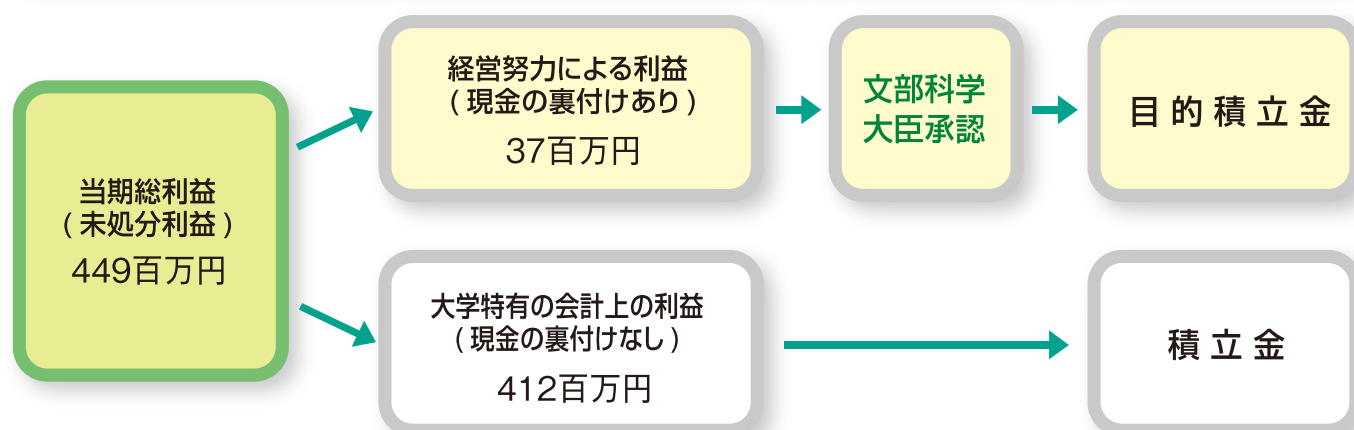 当期総利益
(未処分利益)
449百万円
経営努力による利益
(現金の裏付けあり)
37百万円
文部科学
大臣承認
目的積立金
大学特有の会計上の利益
(現金の裏付けなし)
412百万円
積立金